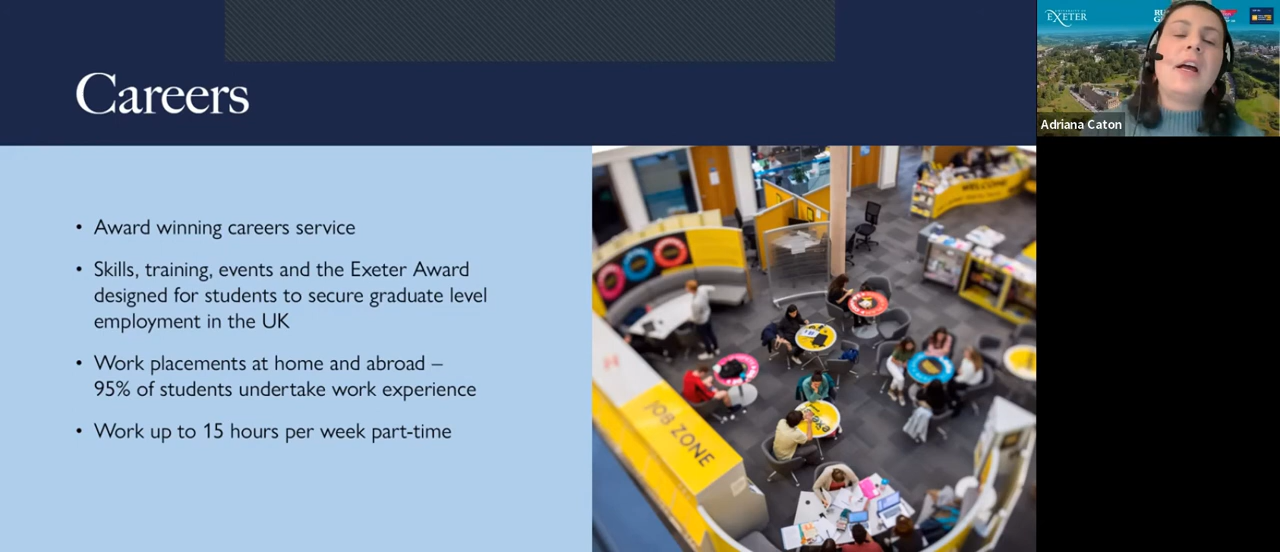 Careers
• Award winning careers service
• Skills, training, events and the Exeter Award
designed for students to secure graduate level
employment in the UK
• Work placements at home and abroad –
95% of students undertake work experience
• Work up to 15 hours per week part-time
WELCOME
JOB ZONE
EXETER
Adriana Caton